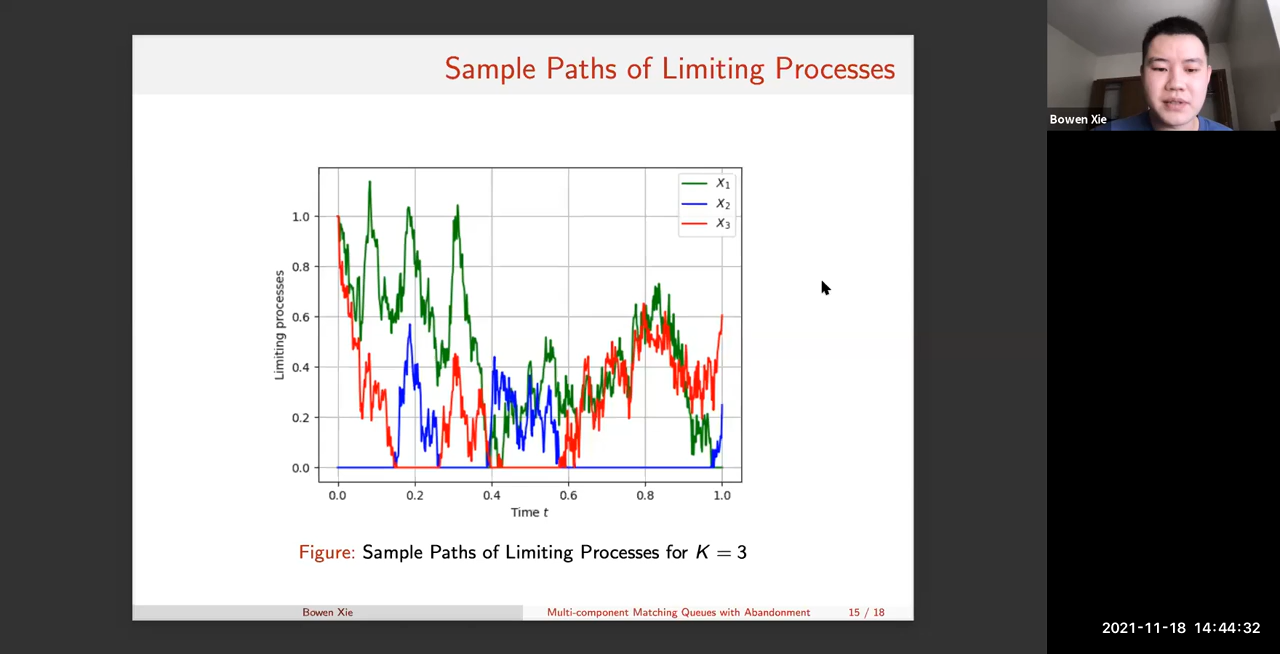 Sample Paths of Limiting Processes
Bowen Xie
X₁
X₂
X₃
1.0
0.8
0.6
0.4
0.2
0.0
Limiting processes
0.0 0.2 0.4 0.6 0.8 1.0
Time t
Figure: Sample Paths of Limiting Processes for K = 3
Bowen Xie Multi-component Matching Queues with Abandonment 15 / 18
2021-11-18 14:44:32